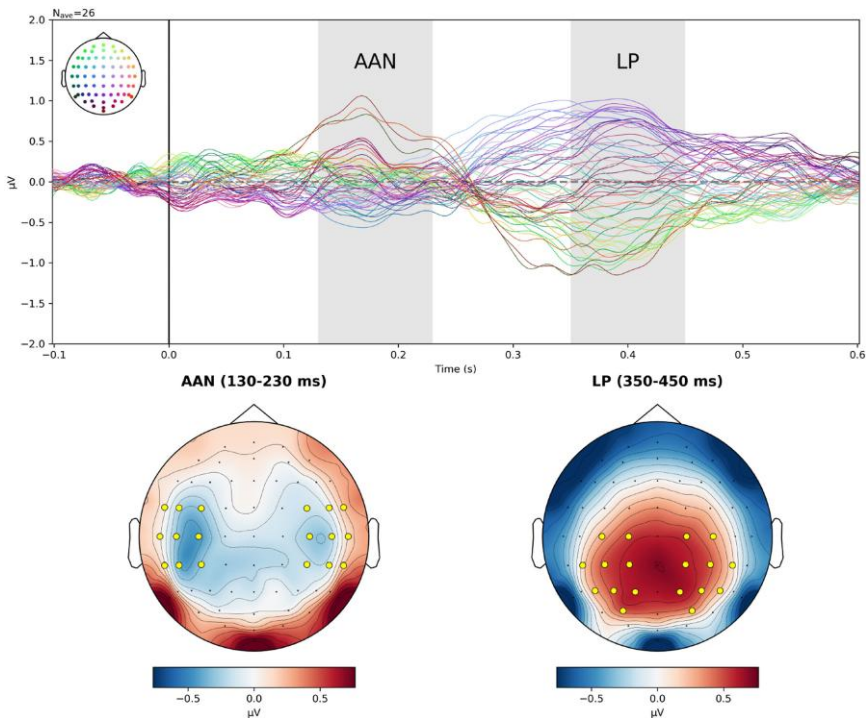 N_ave=26
2.0
1.5
1.0
0.5
0.0
−0.5
−1.0
−1.5
−2.0
µV
AAN
LP
−0.1 0.0 0.1 0.2 0.3 0.4 0.5 0.6
Time (s)
AAN (130-230 ms)
LP (350-450 ms)
−0.5 0.0 0.5
µV
−0.5 0.0 0.5
µV